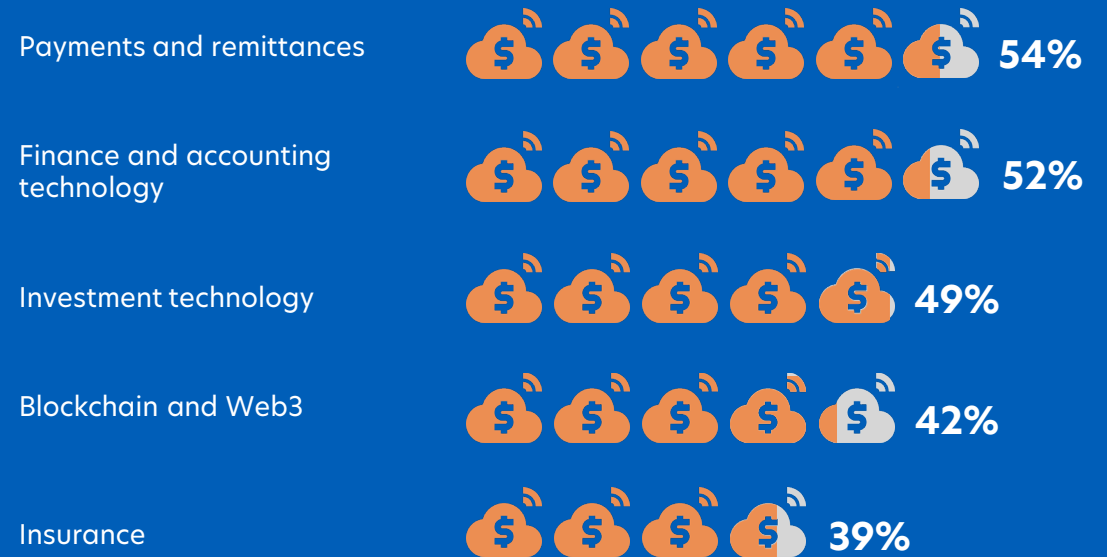 Payments and remittances
54%
Finance and accounting
technology
52%
Investment technology
49%
Blockchain and Web3
42%
Insurance
39%